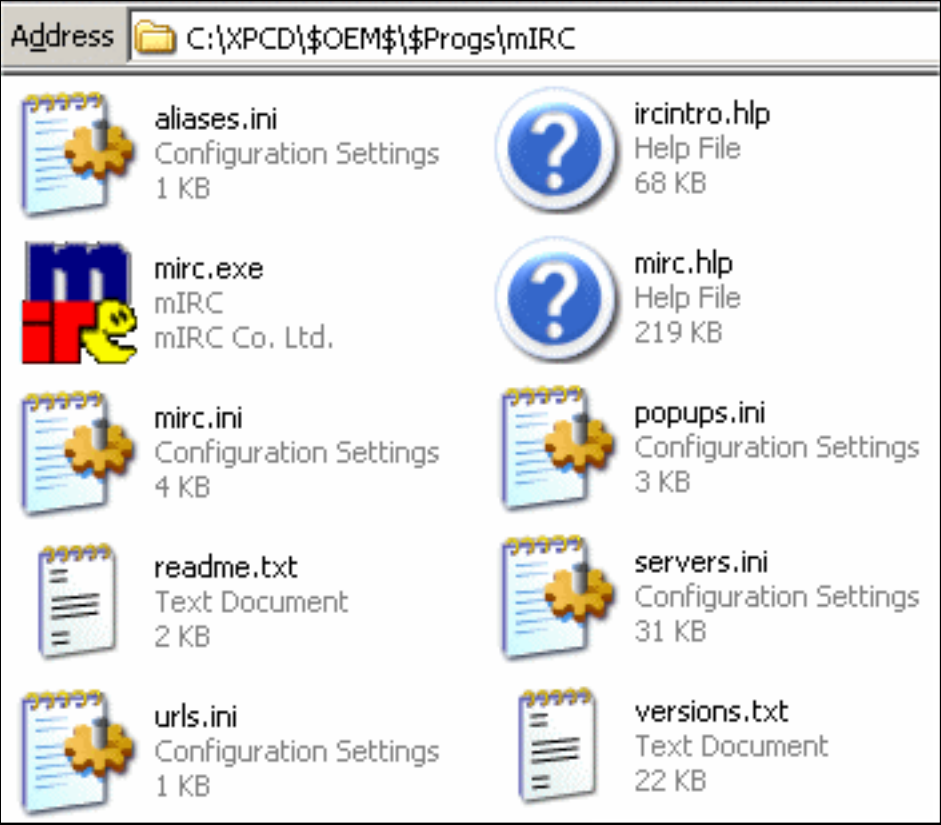 Address C:\XPCD\$OEM$\$Progs\mIRC
aliases.ini
Configuration Settings
1 KB
ircintro.hlp
Help File
68 KB
mirc.exe
mIRC
mIRC Co. Ltd.
mirc.hlp
Help File
219 KB
mirc.ini
Configuration Settings
4 KB
popups.ini
Configuration Settings
3 KB
readme.txt
Text Document
2 KB
servers.ini
Configuration Settings
31 KB
urls.ini
Configuration Settings
1 KB
versions.txt
Text Document
22 KB